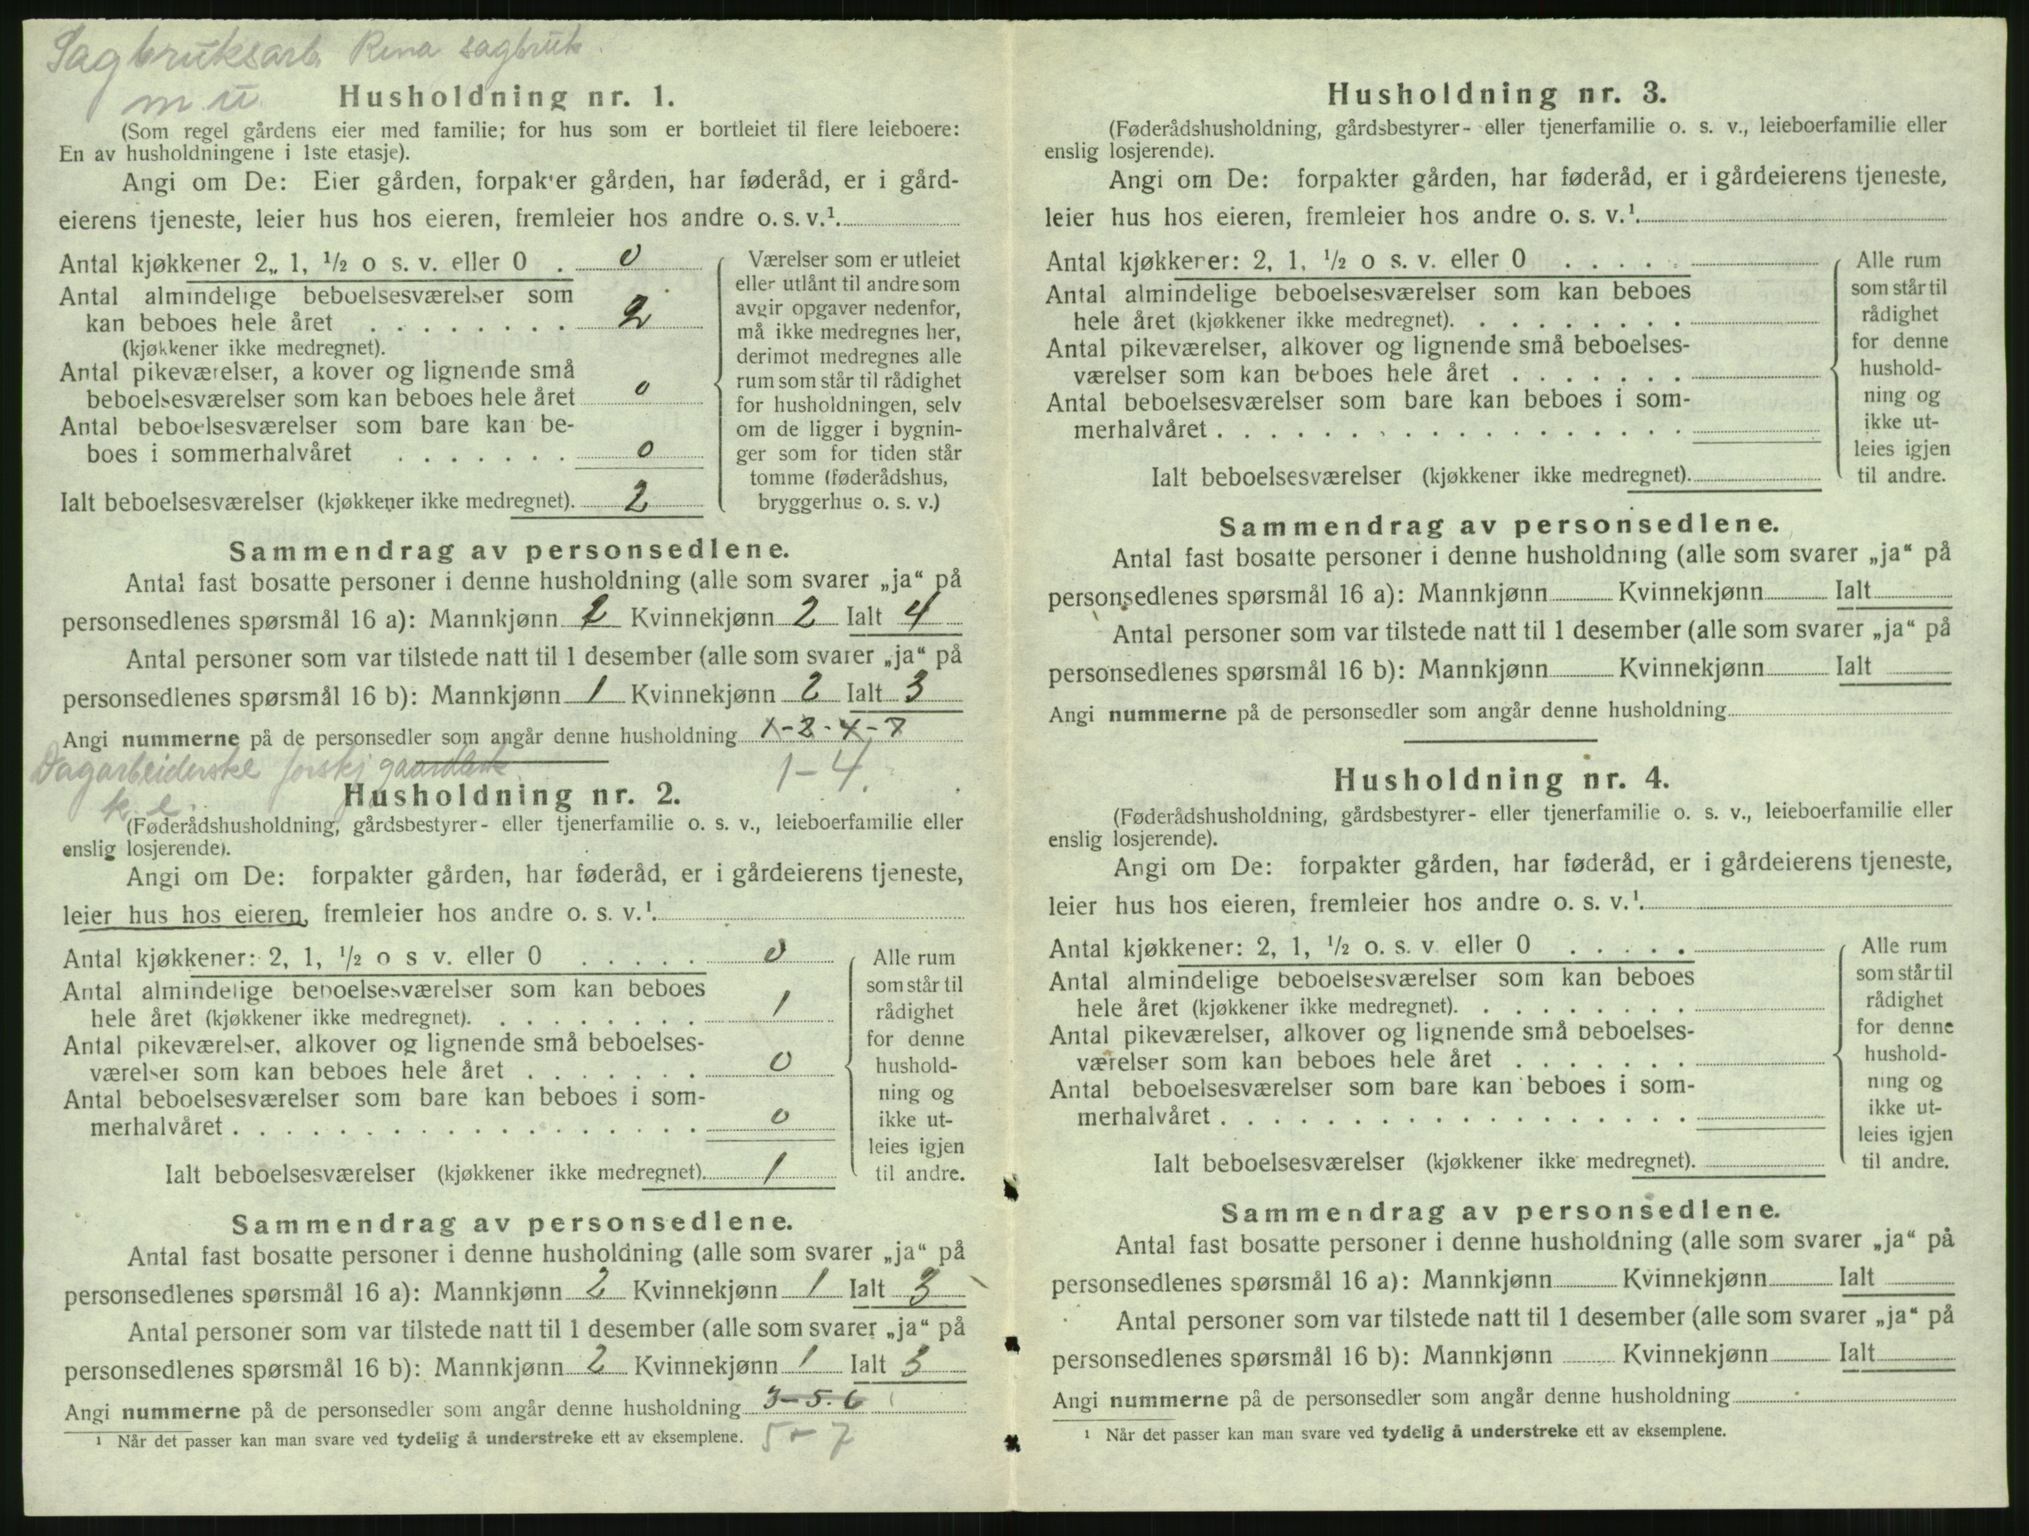 Sagbruksarb. Rena sagbruk.
m. u.
Husholdning nr. 1.
(Som regel gårdens eier med familie; for hus som er bortleiet til flere leieboere:
En av husholdningene i 1ste etasje).
Angi om De: Eier gården, forpakter gården, har føderåd, er i gård-
eierens tjeneste, leier hus hos eieren, fremleier hos andre o. s. v.¹.
Antal kjøkkener 2, 1, ½ o s. v. eller 0 . 0
Antal almindelige beboelsesværelser som
kan beboes hele året . . . . . . . . 2
(kjøkkener ikke medregnet).
Antal pikeværelser, alkover og lignende små
beboelsesværelser som kan beboes hele året 0
Antal beboelsesværelser som bare kan be-
boes i sommerhalvåret . . . . . . . 0
Ialt beboelsesværelser (kjøkkener ikke medregnet). 2
Værelser som er utleiet
eller utlånt til andre som
avgir opgaver nedenfor,
må ikke medregnes her,
derimot medregnes alle
rum som står til rådighet
for husholdningen, selv
om de ligger i bygnin-
ger som for tiden står
tomme (føderådshus,
bryggerhus o. s. v.)
Sammendrag av personsedlene.
Antal fast bosatte personer i denne husholdning (alle som svarer „ja“ på
personsedlenes spørsmål 16 a): Mannkjønn 2 Kvinnekjønn 2 Ialt 4
Antal personer som var tilstede natt til 1 desember (alle som svarer „ja“ på
personsedlenes spørsmål 16 b): Mannkjønn 1 Kvinnekjønn 2 Ialt 3
Angi nummerne på de personsedler som angår denne husholdning 1-2-4-7
1-4.
Dagarbeiderske forskj gaardbruk
k. e.
Husholdning nr. 2.
(Føderådshusholdning, gårdsbestyrer- eller tjenerfamilie o. s. v., leieboerfamilie eller
enslig losjerende).
Angi om De: forpakter gården, har føderåd, er i gårdeierens tjeneste,
leier hus hos eieren, fremleier hos andre o. s. v.¹.
Antal kjøkkener: 2, 1, ½ o s v. eller 0 . . . . . 0
Antal almindelige beboelsesværelser som kan beboes
hele året (kjøkkener ikke medregnet). . . . . . . . 1
Antal pikeværelser, alkover og lignende små beboelses-
værelser som kan beboes hele året . . . . . . . 0
Antal beboelsesværelser som bare kan beboes i som-
merhalvåret . . . . . . . . . . . . . . . . . . 0
Ialt beboelsesværelser (kjøkkener ikke medregnet). 1
Alle rum
som står til
rådighet
for denne
hushold-
ning og
ikke ut-
leies igjen
til andre.
Sammendrag av personsedlene.
Antal fast bosatte personer i denne husholdning (alle som svarer „ja“ på
personsedlenes spørsmål 16 a): Mannkjønn 2 Kvinnekjønn 1 Ialt 3
Antal personer som var tilstede natt til 1 desember (alle som svarer „ja“ på
personsedlenes spørsmål 16 b): Mannkjønn 2 Kvinnekjønn 1 Ialt 3
Angi nummerne på de personsedler som angår denne husholdning 3-5-6
¹ Når det passer kan man svare ved tydelig å understreke ett av eksemplene. 5-7
Husholdning nr. 3.
(Føderådshusholdning, gårdsbestyrer- eller tjenerfamilie o. s. v., leieboerfamilie eller
enslig losjerende).
Angi om De: forpakter gården, har føderåd, er i gårdeierens tjeneste,
leier hus hos eieren, fremleier hos andre o. s. v.¹.
Antal kjøkkener: 2, 1, ½ o s. v. eller 0 . . . . .
Antal almindelige beboelsesværelser som kan beboes
hele året (kjøkkener ikke medregnet). . . . . . . .
Antal pikeværelser, alkover og lignende små beboelses-
værelser som kan beboes hele året . . . . . . .
Antal beboelsesværelser som bare kan beboes i som-
merhalvåret . . . . . . . . . . . . . . . . . .
Ialt beboelsesværelser (kjøkkener ikke medregnet).
Alle rum
som står til
rådighet
for denne
hushold-
ning og
ikke ut-
leies igjen
til andre.
Sammendrag av personsedlene.
Antal fast bosatte personer i denne husholdning (alle som svarer „ja“ på
personsedlenes spørsmål 16 a): Mannkjønn Kvinnekjønn Ialt
Antal personer som var tilstede natt til 1 desember (alle som svarer „ja“ på
personsedlenes spørsmål 16 b): Mannkjønn Kvinnekjønn Ialt
Angi nummerne på de personsedler som angår denne husholdning
Husholdning nr. 4.
(Føderådshusholdning, gårdsbestyrer- eller tjenerfamilie o. s. v., leieboerfamilie eller
enslig losjerende).
Angi om De: forpakter gården, har føderåd, er i gårdeierens tjeneste,
leier hus hos eieren, fremleier hos andre o. s. v.¹.
Antal kjøkkener: 2, 1, ½ o. s. v eller 0 . . . . .
Antal almindelige beboelsesværelser som kan beboes
hele året (kjøkkener ikke medregnet). . . . . . . .
Antal pikeværelser, alkover og lignende små beboelses-
værelser som kan beboes hele året . . . . . . .
Antal beboelsesværelser som bare kan beboes i som-
merhalvåret . . . . . . . . . . . . . . . . . .
Ialt beboelsesværelser (kjøkkener ikke medregnet).
Alle rum
som står til
rådighet
for denne
hushold-
ning og
ikke ut-
leies igjen
til andre.
Sammendrag av personsedlene.
Antal fast bosatte personer i denne husholdning (alle som svarer „ja“ på
personsedlenes spørsmål 16 a): Mannkjønn Kvinnekjønn Ialt
Antal personer som var tilstede natt til 1 desember (alle som svarer „ja“ på
personsedlenes spørsmål 16 b): Mannkjønn Kvinnekjønn Ialt
Angi nummerne på de personsedler som angår denne husholdning
¹ Når det passer kan man svare ved tydelig å understreke ett av eksemplene.